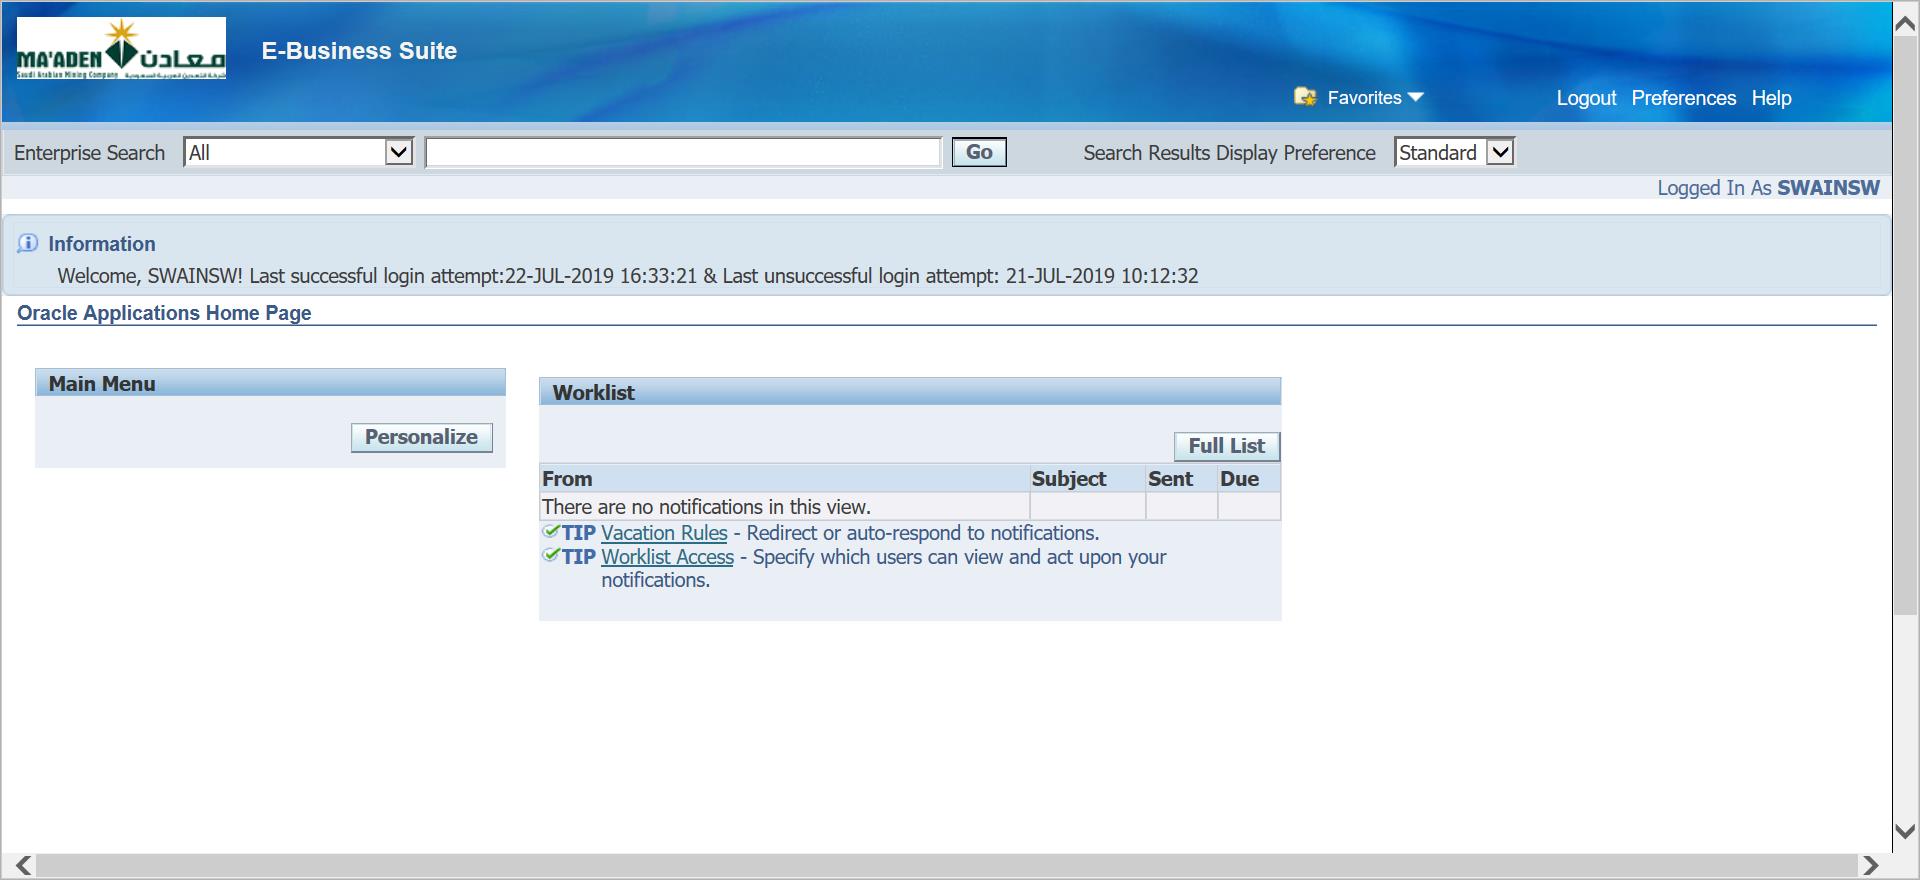 MA'ADEN معادن
Saudi Arabian Mining Company شركة التعدين العربية السعودية
E-Business Suite
Favorites
Logout Preferences Help
Enterprise Search All Go Search Results Display Preference Standard
Logged In As SWAINSW
Information
Welcome, SWAINSW! Last successful login attempt:22-JUL-2019 16:33:21 & Last unsuccessful login attempt: 21-JUL-2019 10:12:32
Oracle Applications Home Page
Main Menu
Personalize
Worklist
Full List
From Subject Sent Due
There are no notifications in this view.
TIP Vacation Rules - Redirect or auto-respond to notifications.
TIP Worklist Access - Specify which users can view and act upon your
notifications.